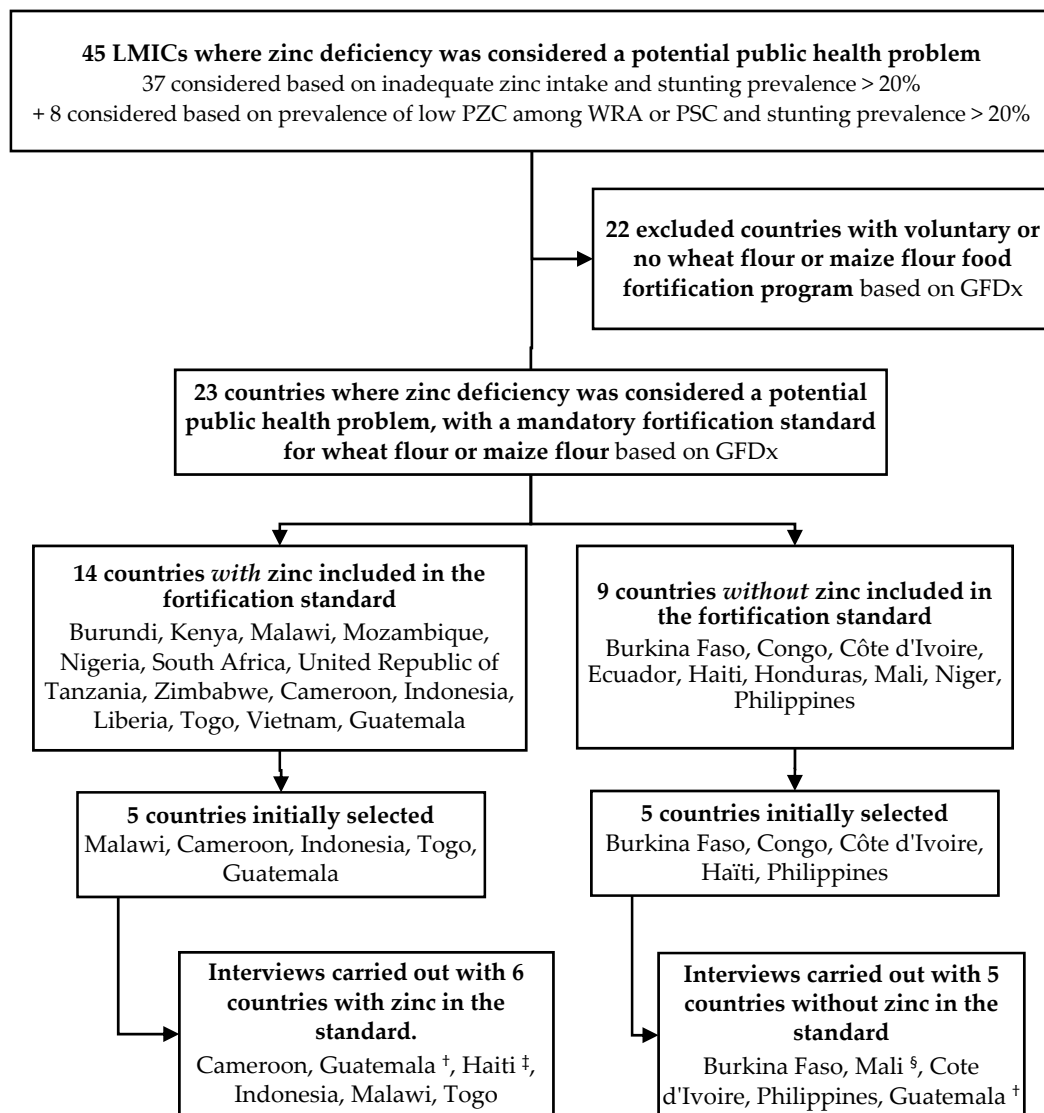 45 LMICs where zinc deficiency was considered a potential public health problem
37 considered based on inadequate zinc intake and stunting prevalence > 20%
+ 8 considered based on prevalence of low PZC among WRA or PSC and stunting prevalence > 20%
22 excluded countries with voluntary or
no wheat flour or maize flour food
fortification program based on GFDx
23 countries where zinc deficiency was considered a potential
public health problem, with a mandatory fortification standard
for wheat flour or maize flour based on GFDx
14 countries with zinc included in the
fortification standard
Burundi, Kenya, Malawi, Mozambique,
Nigeria, South Africa, United Republic of
Tanzania, Zimbabwe, Cameroon, Indonesia,
Liberia, Togo, Vietnam, Guatemala
9 countries without zinc included in
the fortification standard
Burkina Faso, Congo, Côte d'Ivoire,
Ecuador, Haiti, Honduras, Mali, Niger,
Philippines
5 countries initially selected
Malawi, Cameroon, Indonesia, Togo,
Guatemala
5 countries initially selected
Burkina Faso, Congo, Côte d'Ivoire,
Haïti, Philippines
Interviews carried out with 6
countries with zinc in the
standard.
Cameroon, Guatemala †, Haiti ‡,
Indonesia, Malawi, Togo
Interviews carried out with 5
countries without zinc in the
standard
Burkina Faso, Mali §, Cote
d'Ivoire, Philippines, Guatemala †